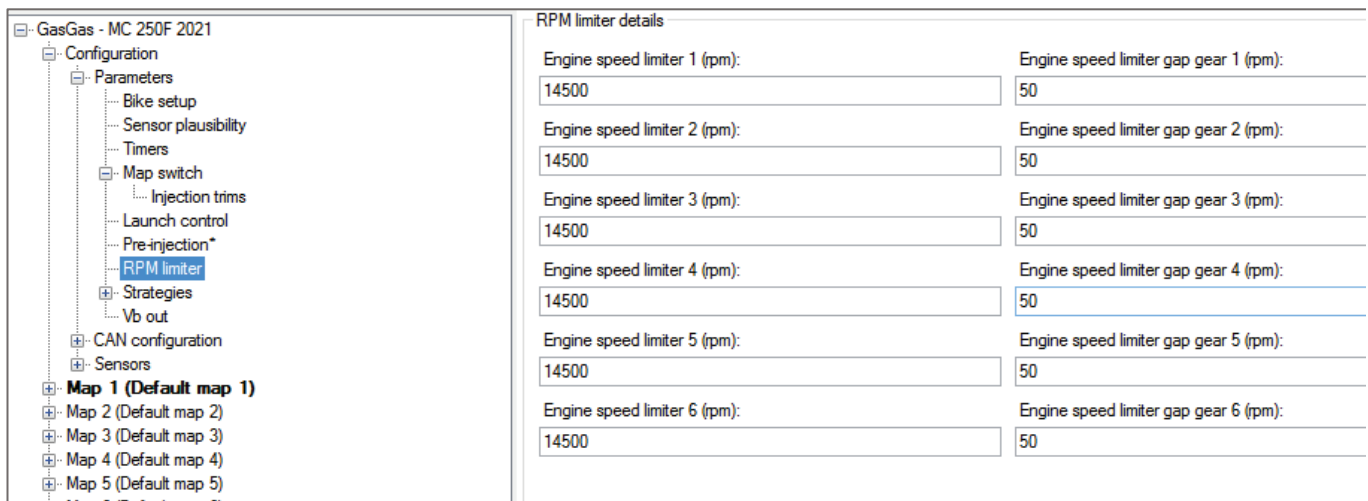 GasGas - MC 250F 2021
Configuration
Parameters
Bike setup
Sensor plausibility
Timers
Map switch
Injection trims
Launch control
Pre-injection*
RPM limiter
Strategies
Vb out
CAN configuration
Sensors
Map 1 (Default map 1)
Map 2 (Default map 2)
Map 3 (Default map 3)
Map 4 (Default map 4)
Map 5 (Default map 5)
RPM limiter details
Engine speed limiter 1 (rpm): Engine speed limiter gap gear 1 (rpm):
14500 50
Engine speed limiter 2 (rpm): Engine speed limiter gap gear 2 (rpm):
14500 50
Engine speed limiter 3 (rpm): Engine speed limiter gap gear 3 (rpm):
14500 50
Engine speed limiter 4 (rpm): Engine speed limiter gap gear 4 (rpm):
14500 50
Engine speed limiter 5 (rpm): Engine speed limiter gap gear 5 (rpm):
14500 50
Engine speed limiter 6 (rpm): Engine speed limiter gap gear 6 (rpm):
14500 50